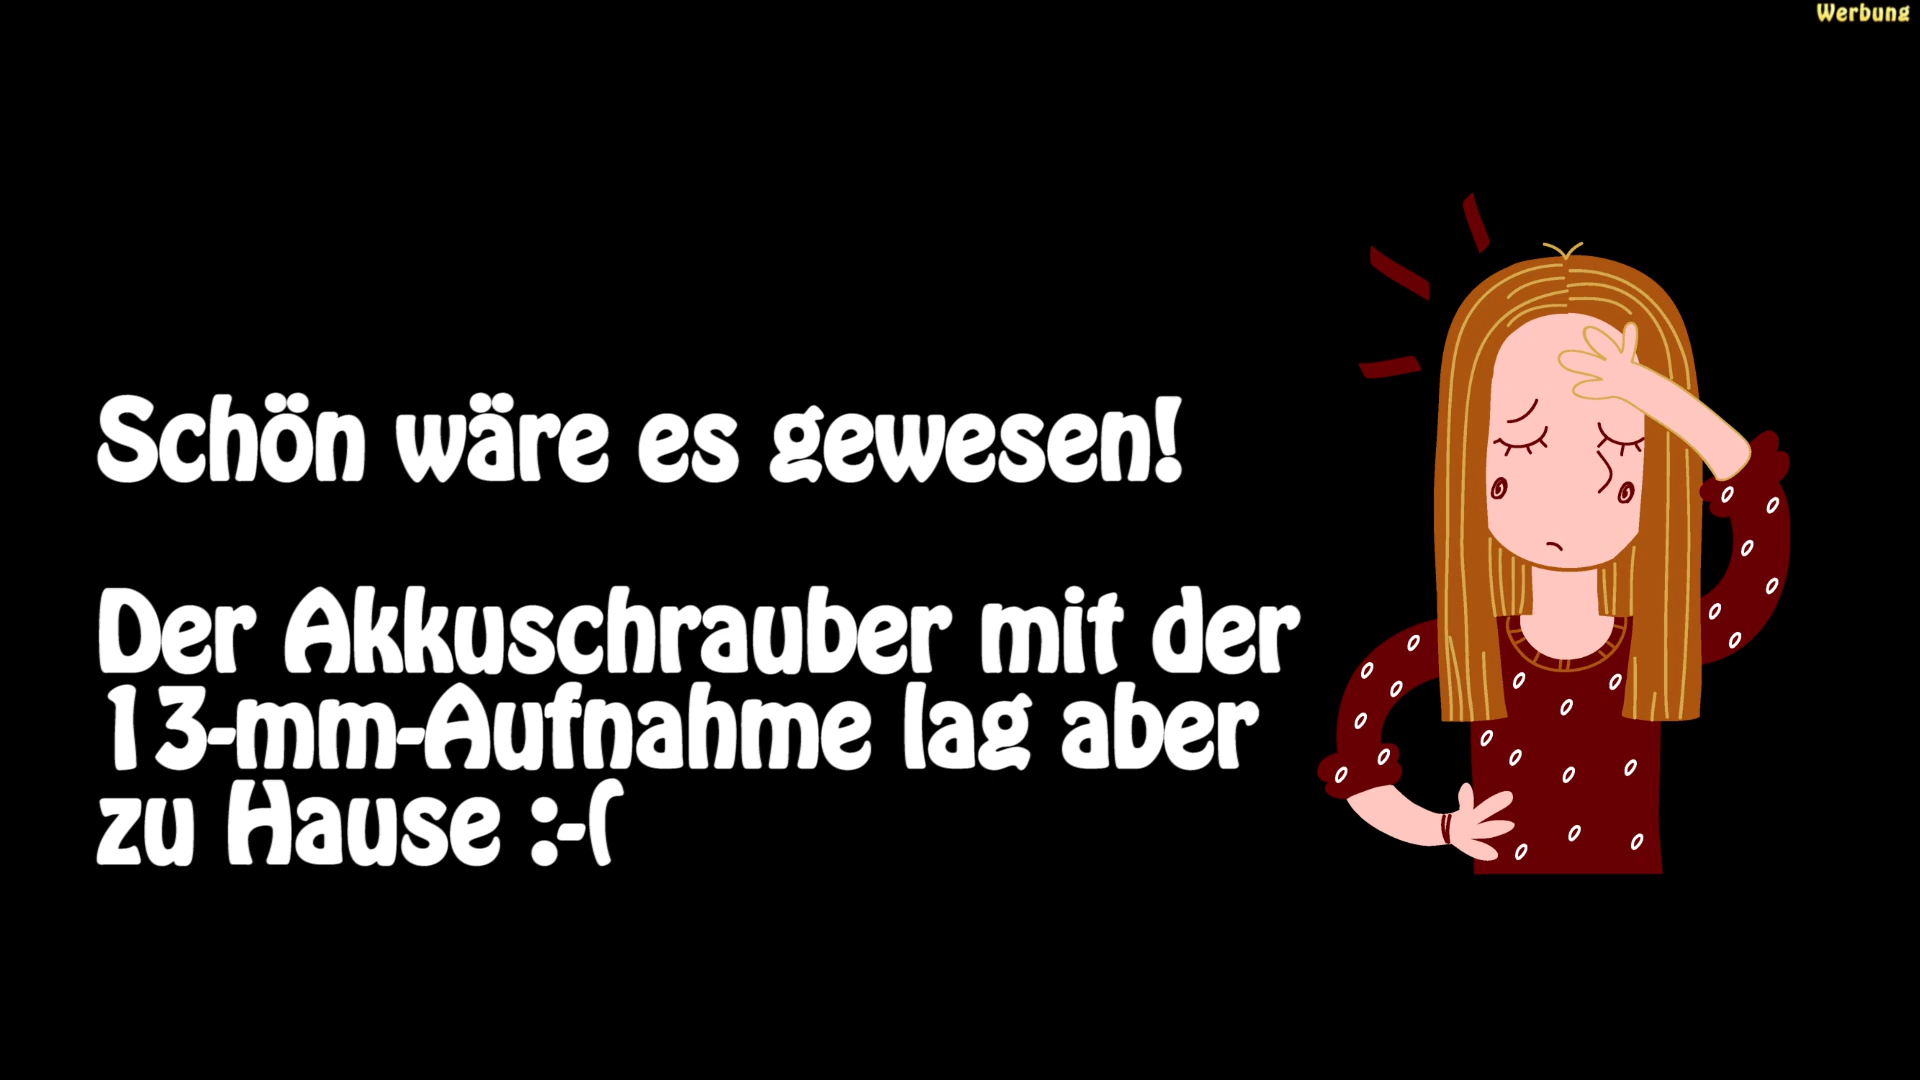 Werbung
Schön wäre es gewesen!
Der Akkuschrauber mit der
13-mm-Aufnahme lag aber
zu Hause :-(